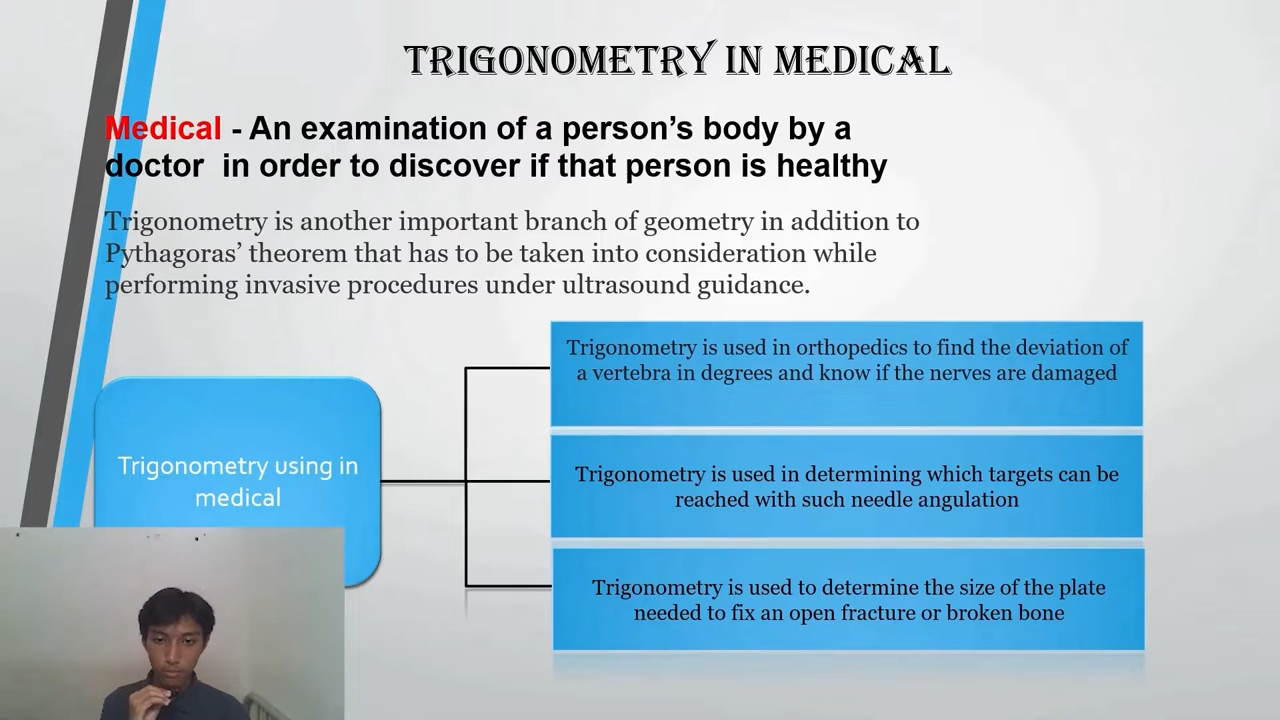 TRIGONOMETRY IN MEDICAL
Medical - An examination of a person’s body by a
doctor  in order to discover if that person is healthy
Trigonometry is another important branch of geometry in addition to
Pythagoras’ theorem that has to be taken into consideration while
performing invasive procedures under ultrasound guidance.
Trigonometry using in
medical
Trigonometry is used in orthopedics to find the deviation of
a vertebra in degrees and know if the nerves are damaged
Trigonometry is used in determining which targets can be
reached with such needle angulation
Trigonometry is used to determine the size of the plate
needed to fix an open fracture or broken bone